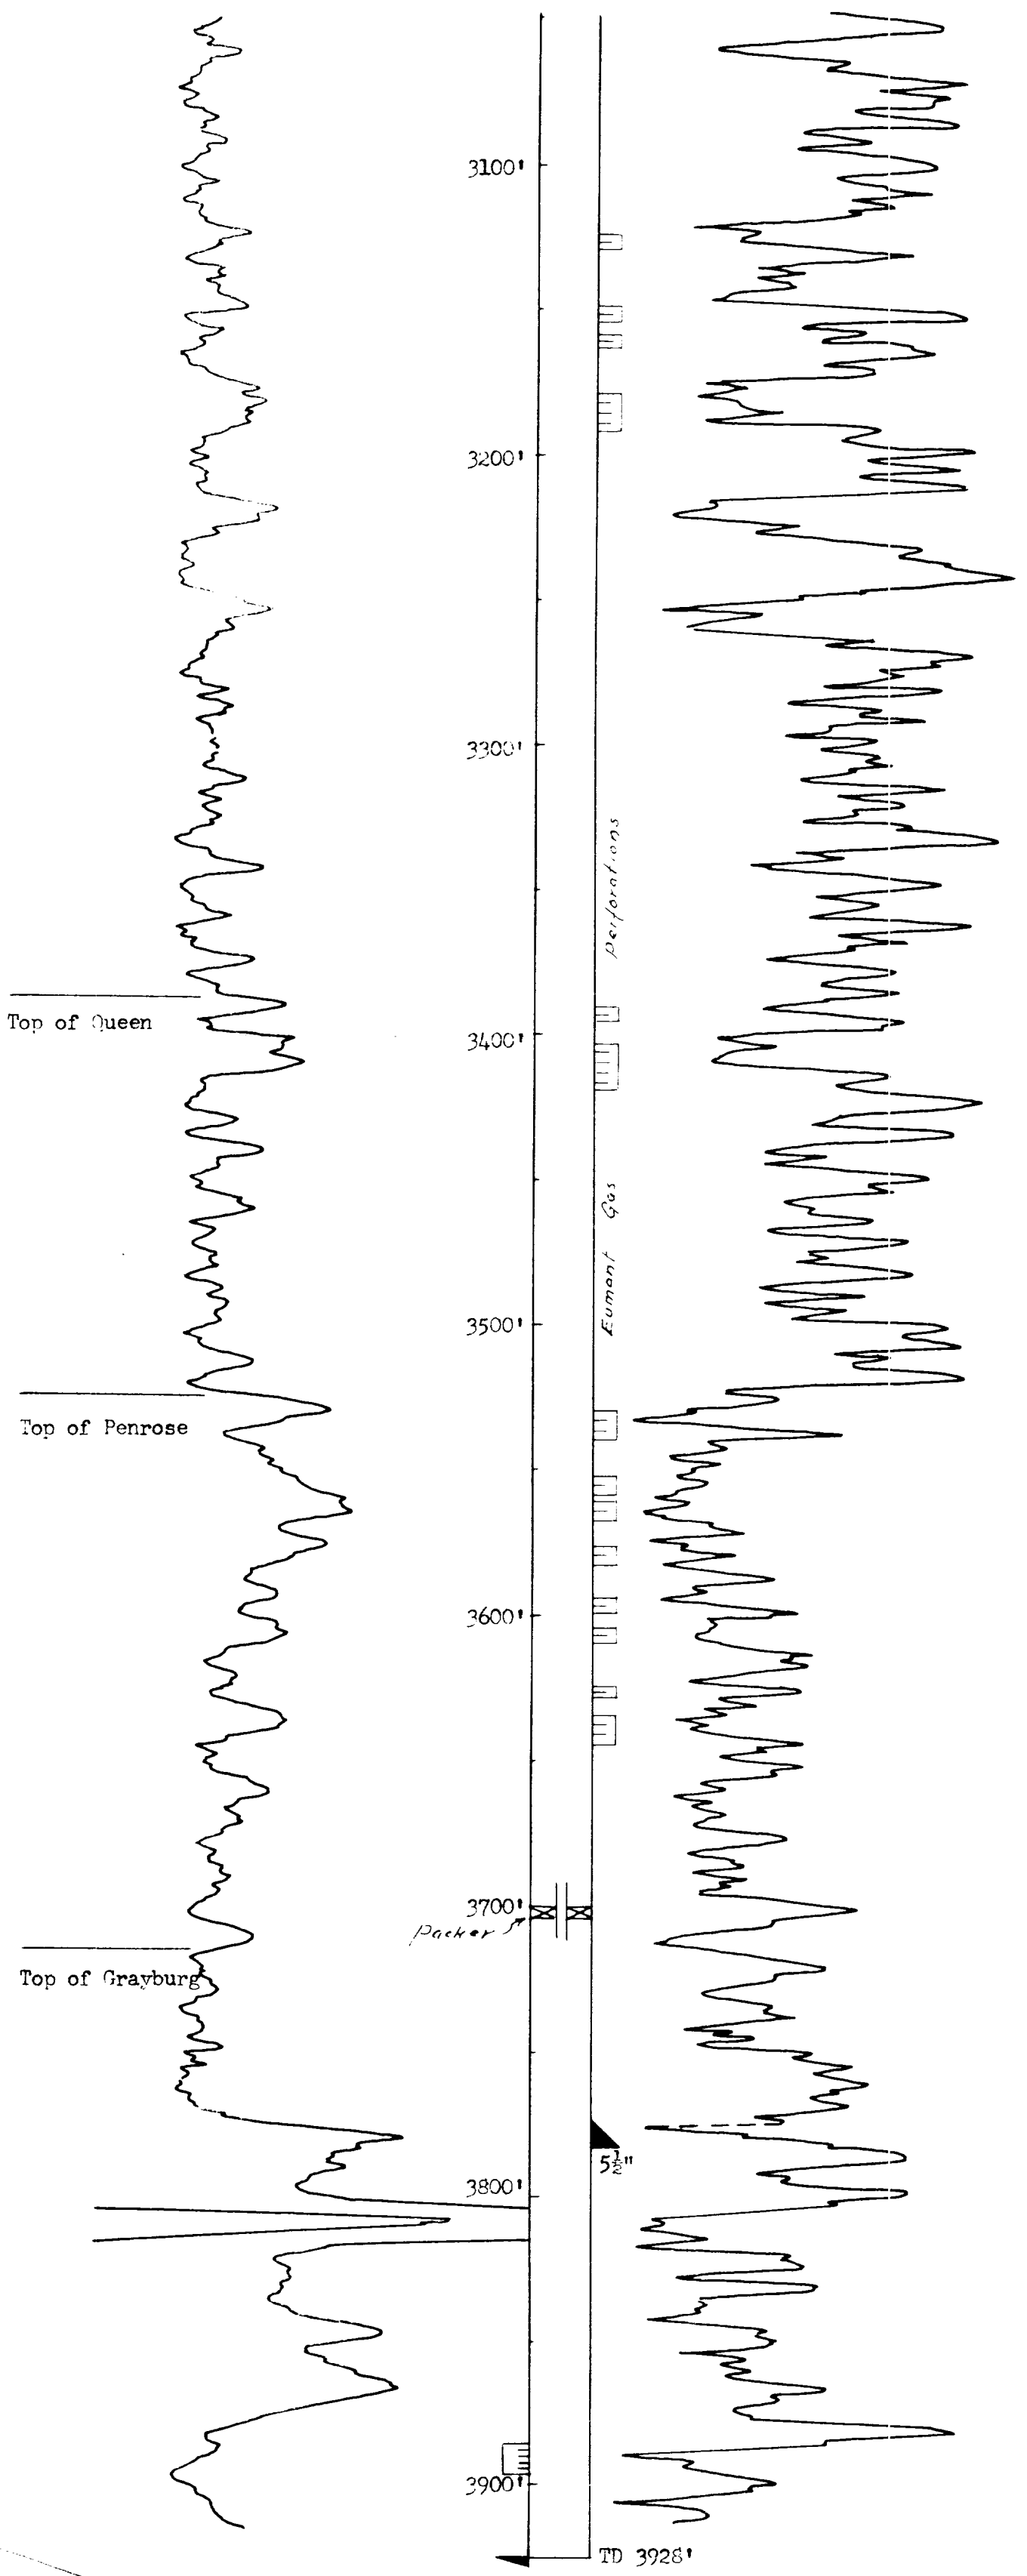 3100'
3200'
3300'
perforations
Top of Queen
3400'
Eumont Gas
3500'
Top of Penrose
3600'
3700'
Packer
Top of Grayburg
5½"
3800'
3900'
TD 3928'